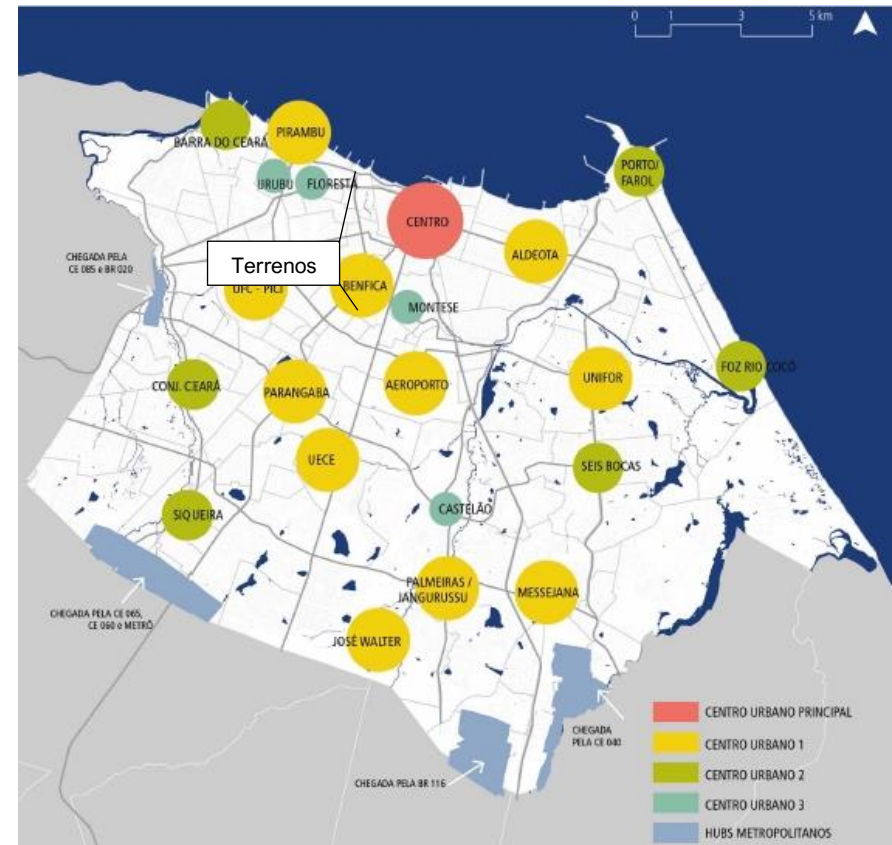 0 1 3 5 km
BARRA DO CEARÁ
PIRAMBU
URUBU
FLORESTA
PORTO/
FAROL
CENTRO
ALDEOTA
CHEGADA PELA
CE 085 e BR 020
Terrenos
UFC - PICI
BENFICA
MONTESE
CONJ. CEARÁ
PARANGABA
AEROPORTO
UNIFOR
FOZ RIO COCÓ
UECE
SEIS BOCAS
SIQUEIRA
CASTELÃO
CHEGADA PELA CE 065,
CE 060 e METRÔ
PALMEIRAS /
JANGURUSSU
MESSEJANA
JOSÉ WALTER
CHEGADA
PELA CE 040
CHEGADA PELA BR 116
CENTRO URBANO PRINCIPAL
CENTRO URBANO 1
CENTRO URBANO 2
CENTRO URBANO 3
HUBS METROPOLITANOS